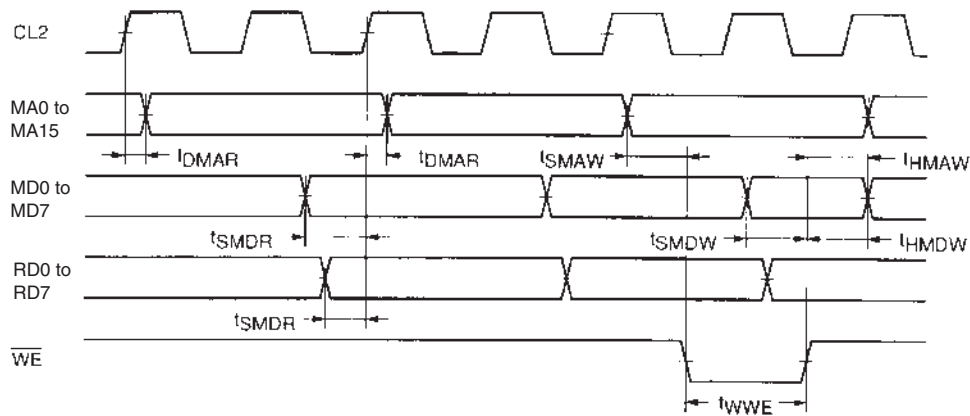 CL2
MA0 to
MA15
tDMAR tDMAR tSMAW tHMAW
MD0 to
MD7
tSMDR tSMDW tHMDW
RD0 to
RD7
tSMDR
WE
tWWE